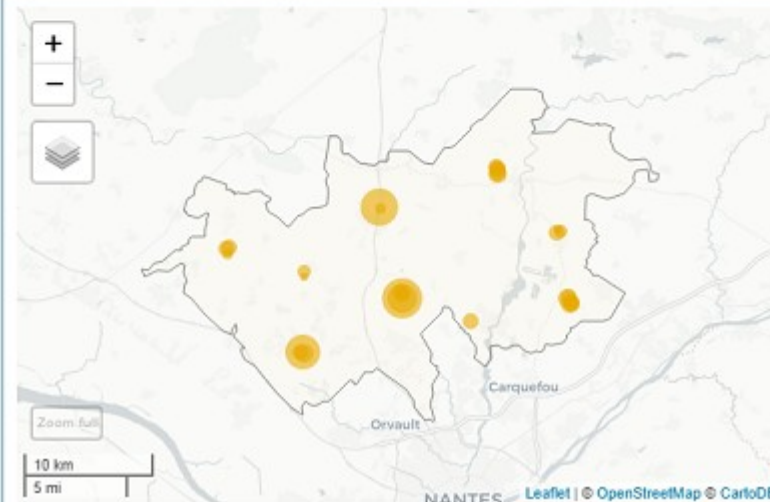 +
−
Carquefou
Zoom full
Orvault
10 km
5 mi
NANTES
Leaflet | © OpenStreetMap © CartoDB